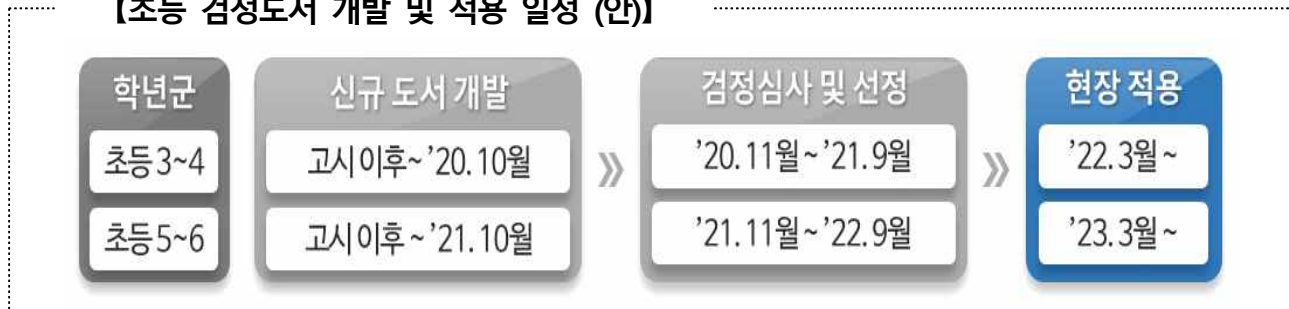 【초등 검정도서 개발 및 적용 일정 (안)】
학년군 신규 도서 개발 검정심사 및 선정 현장 적용
초등 3~4 고시 이후~ ’20. 10월 » ’20. 11월 ~ ’21. 9월 » ’22. 3월 ~
초등 5~6 고시 이후 ~ ’21. 10월 ’21. 11월 ~ ’22. 9월 ’23. 3월 ~